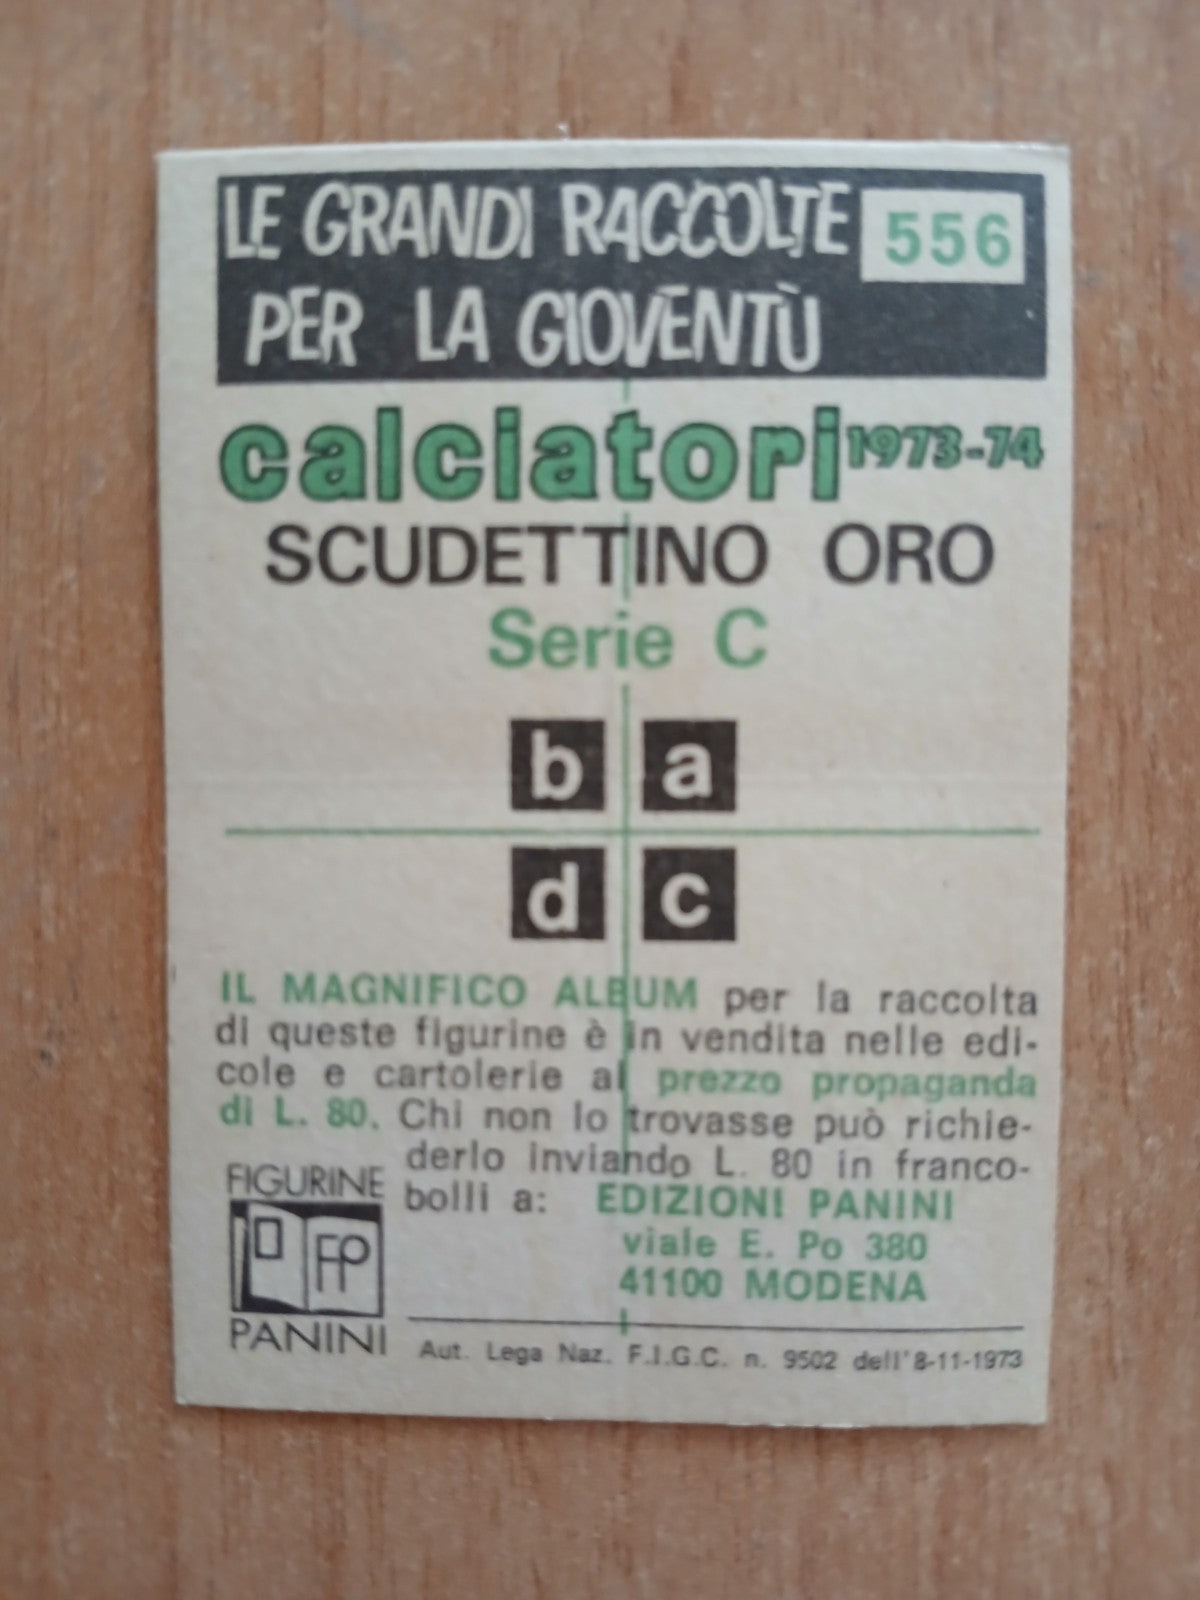 LE GRANDI RACCOLTE 556
PER LA GIOVENTÙ
calciatori 1973-74
SCUDETTINO ORO
Serie C
b a
d c
IL MAGNIFICO ALBUM per la raccolta
di queste figurine è in vendita nelle edi-
cole e cartolerie al prezzo propaganda
di L. 80. Chi non lo trovasse può richie-
derlo inviando L. 80 in franco-
bolli a: EDIZIONI PANINI
viale E. Po 380
41100 MODENA
FIGURINE
FP
PANINI
Aut. Lega Naz. F.I.G.C. n. 9502 dell'8-11-1973